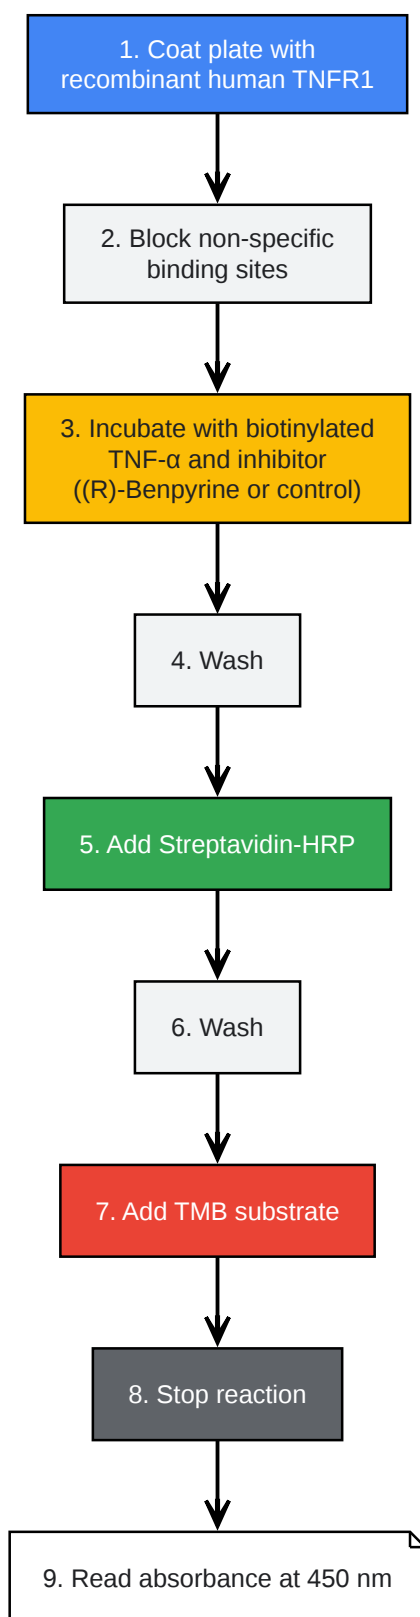 1. Coat plate with
recombinant human TNFR1
2. Block non-specific
binding sites
3. Incubate with biotinylated
TNF-α and inhibitor
((R)-Benpyrine or control)
4. Wash
5. Add Streptavidin-HRP
6. Wash
7. Add TMB substrate
8. Stop reaction
9. Read absorbance at 450 nm